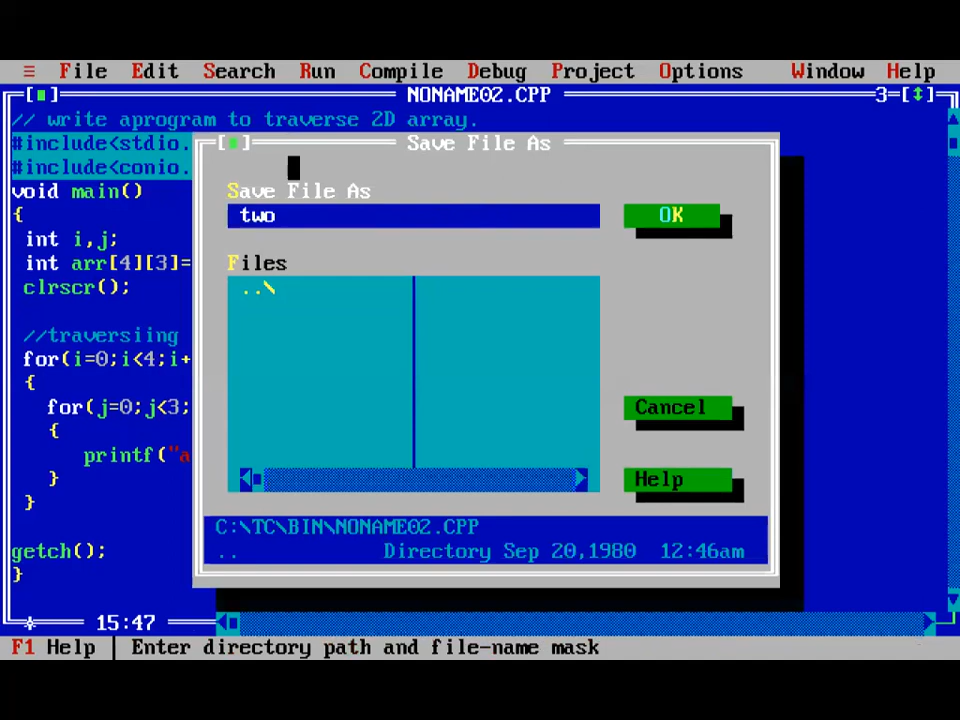 ≡ File Edit Search Run Compile Debug Project Options Window Help
[■] NONAME02.CPP 3=[↕]
// write aprogram to traverse 2D array.
#include<stdio.
#include<conio.
void main()
{
int i,j;
int arr[4][3]=
clrscr();
//traversiing
for(i=0;i<4;i+
{
for(j=0;j<3;
{
printf("a
}
}
getch();
}
15:47
[■] Save File As
Save File As
two
OK
Files
..\
Cancel
Help
C:\TC\BIN\NONAME02.CPP
.. Directory Sep 20,1980 12:46am
F1 Help │ Enter directory path and file-name mask